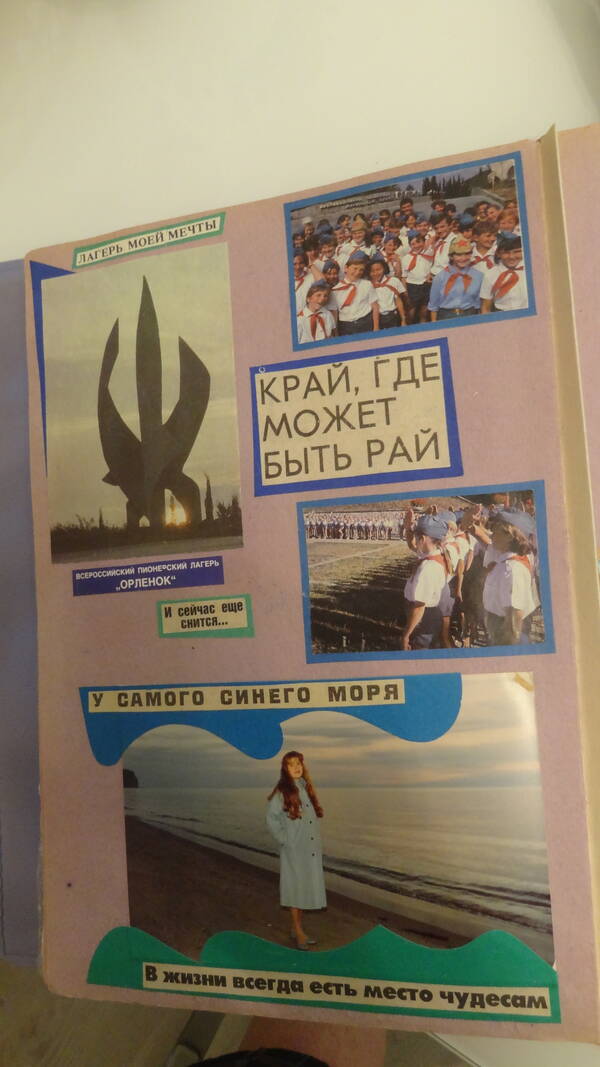 ЛАГЕРЬ МОЕЙ МЕЧТЫ
КРАЙ, ГДЕ
МОЖЕТ
БЫТЬ РАЙ
ВСЕРОССИЙСКИЙ ПИОНЕРСКИЙ ЛАГЕРЬ
„ОРЛЕНОК“
И сейчас еще
снится...
У САМОГО СИНЕГО МОРЯ
В жизни всегда есть место чудесам